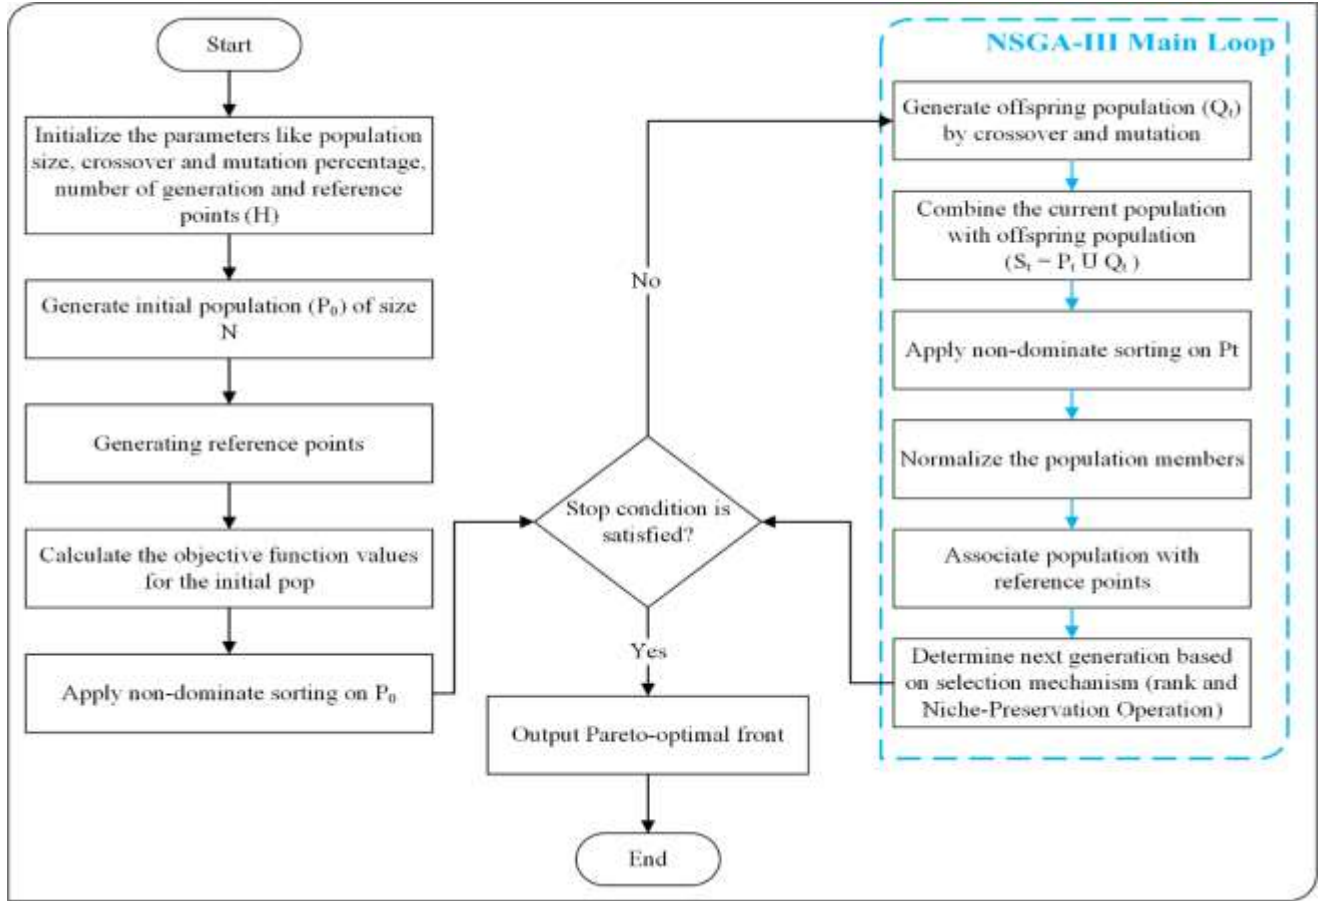 Start
Initialize the parameters like population
size, crossover and mutation percentage,
number of generation and reference
points (H)
Generate initial population (P₀) of size
N
Generating reference points
Calculate the objective function values
for the initial pop
Apply non-dominate sorting on P₀
No
Stop condition is
satisfied?
Yes
Output Pareto-optimal front
End
NSGA-III Main Loop
Generate offspring population (Qₜ)
by crossover and mutation
Combine the current population
with offspring population
(Sₜ = Pₜ U Qₜ )
Apply non-dominate sorting on Pt
Normalize the population members
Associate population with
reference points
Determine next generation based
on selection mechanism (rank and
Niche-Preservation Operation)